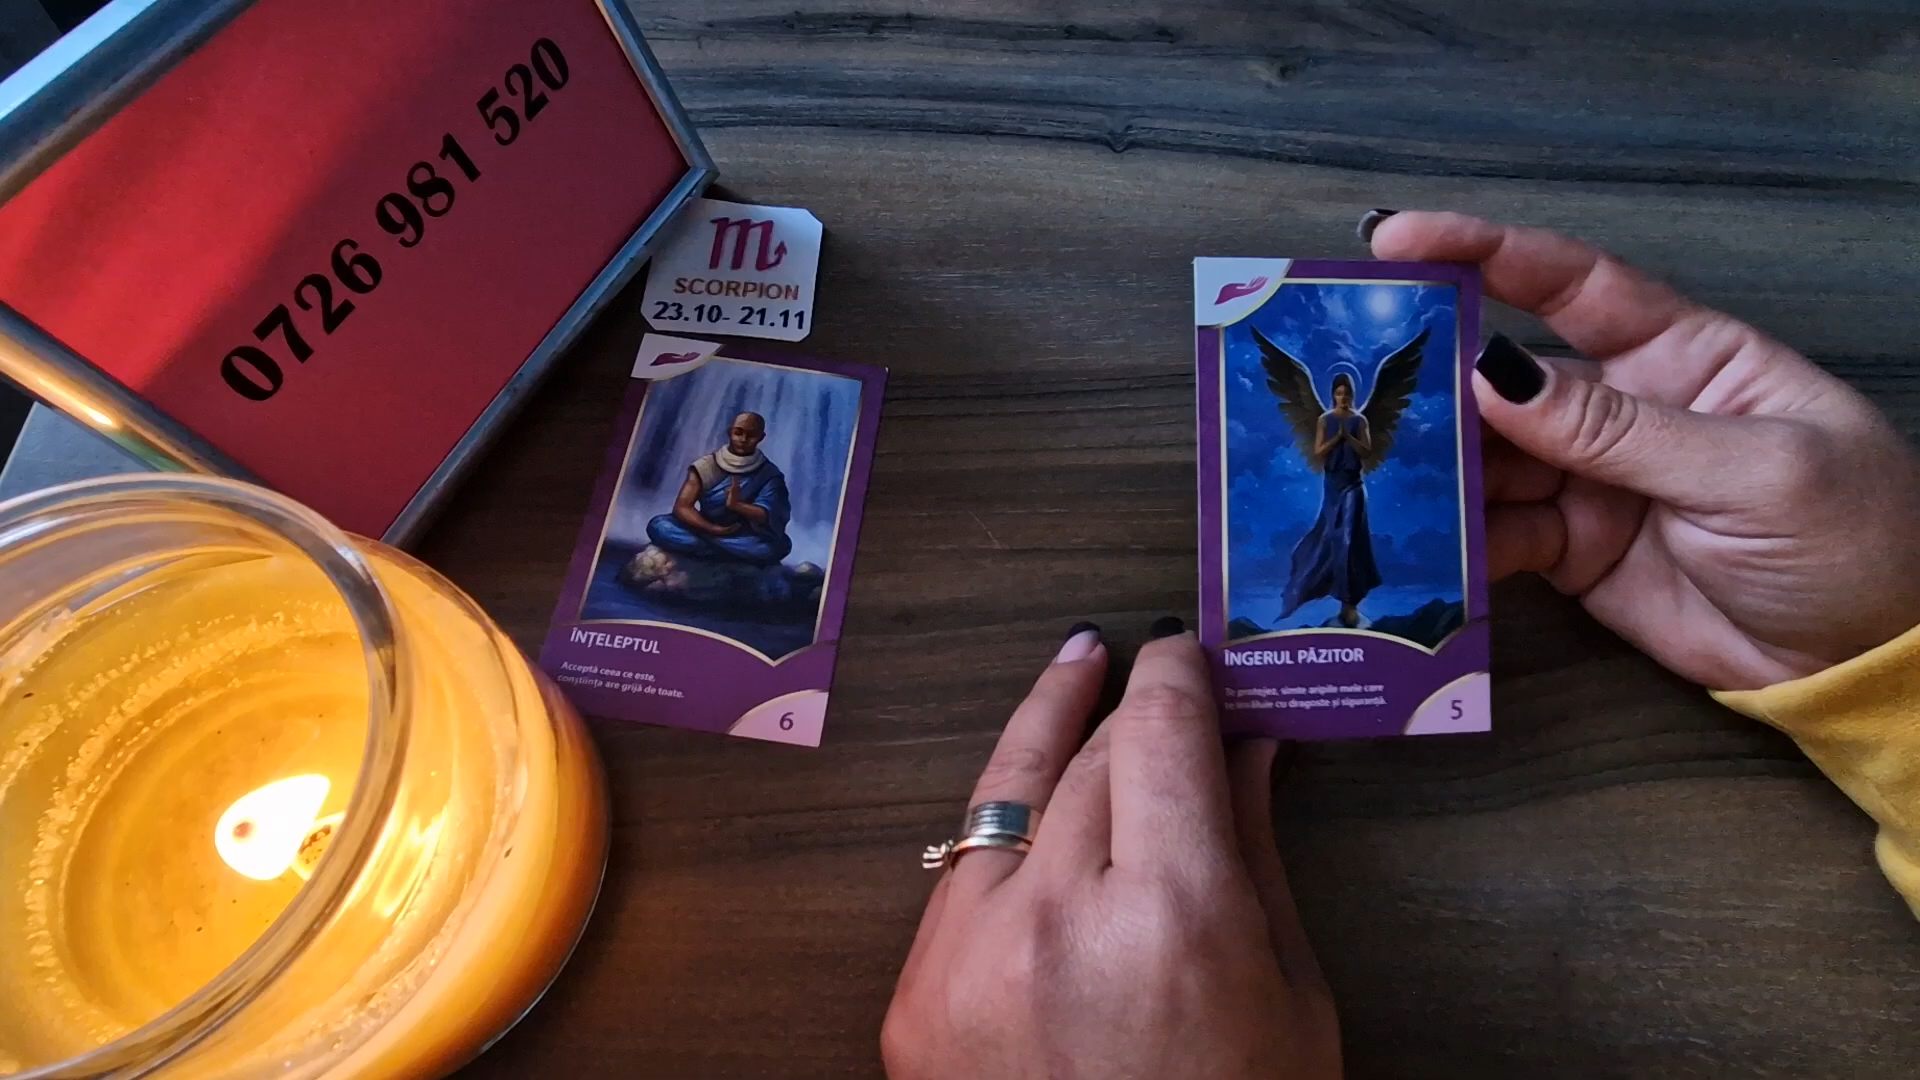 0726 981 520
SCORPION
23.10- 21.11
ÎNȚELEPTUL
Acceptă ceea ce este,
conștiința are grijă de toate.
6
ÎNGERUL PĂZITOR
Te protejez, simte aripile mele care
te învăluie cu dragoste și siguranță.
5